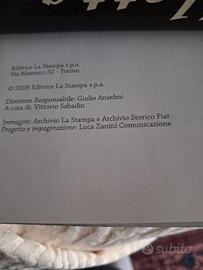 Editrice La Stampa s.p.a.
Via Marenco 32 - Torino
© 2008 Editrice La Stampa s.p.a.
Direttore Responsabile: Giulio Anselmi
A cura di: Vittorio Sabadin
Immagini: Archivio La Stampa e Archivio Storico Fiat
Progetto e impaginazione: Luca Zanini Comunicazione
subito